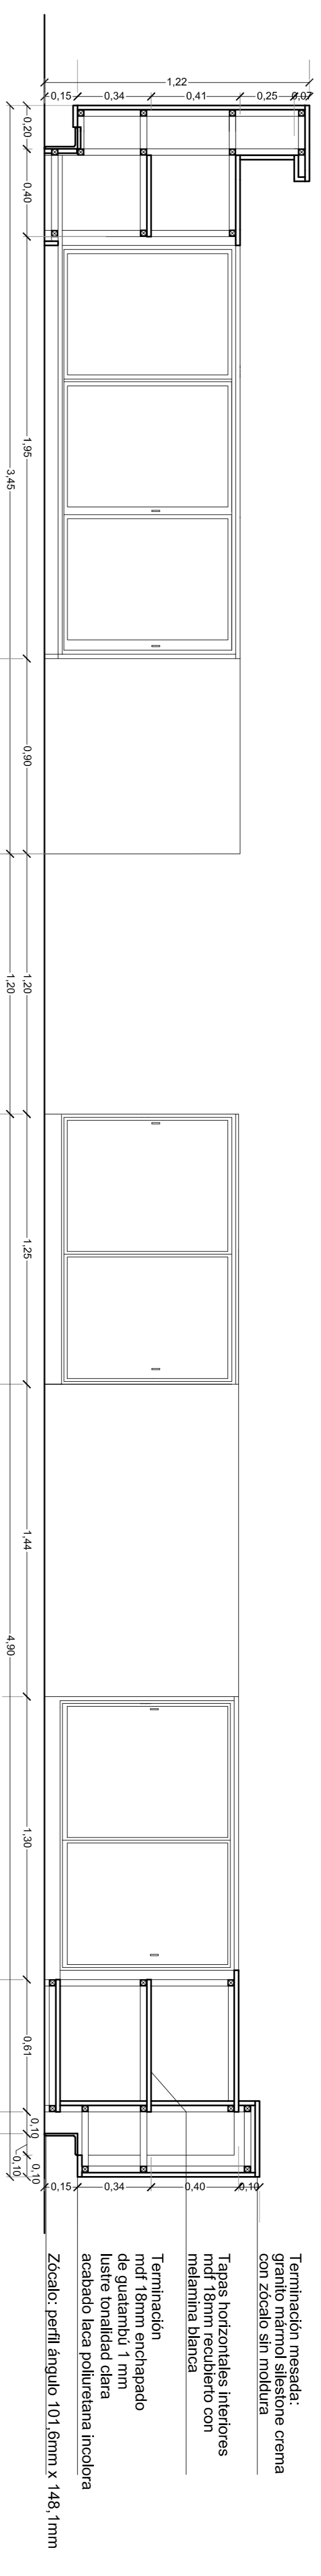 1,22
0,15
0,34
0,41
0,25
0,07
0,20
0,40
1,95
0,90
1,20
1,25
1,44
1,30
0,61
0,10
0,10
0,10
3,45
1,20
4,90
0,15
0,34
0,40
0,10
Terminación mesada:
granito mármol silestone crema
con zócalo sin moldura
Tapas horizontales interiores
mdf 18mm recubierto con
melamina blanca
Terminación
mdf 18mm enchapado
de guatambú 1 mm
lustre tonalidad clara
acabado laca poliuretana incolora
Zócalo: perfil ángulo 101,6mm x 148,1mm